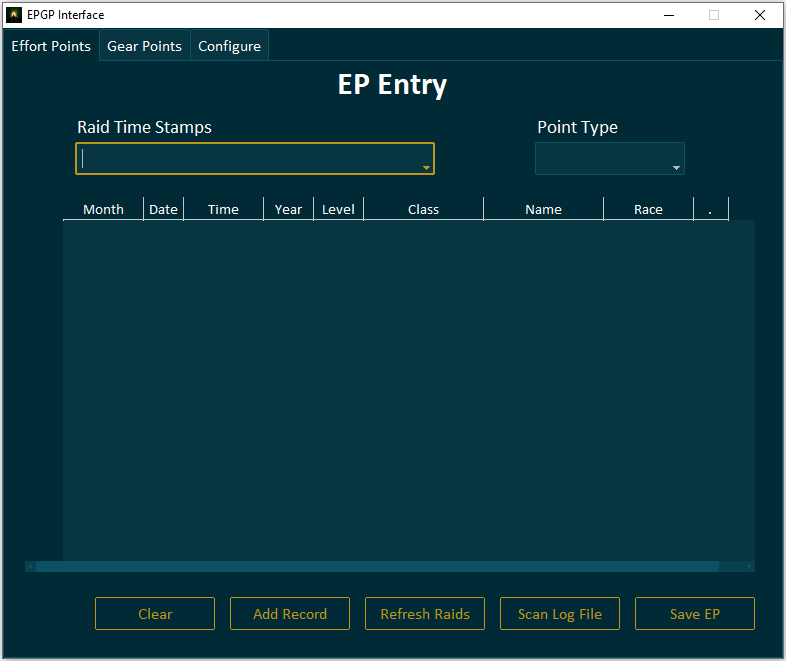 EPGP Interface
Effort Points Gear Points Configure
EP Entry
Raid Time Stamps Point Type
Month Date Time Year Level Class Name Race .
Clear Add Record Refresh Raids Scan Log File Save EP